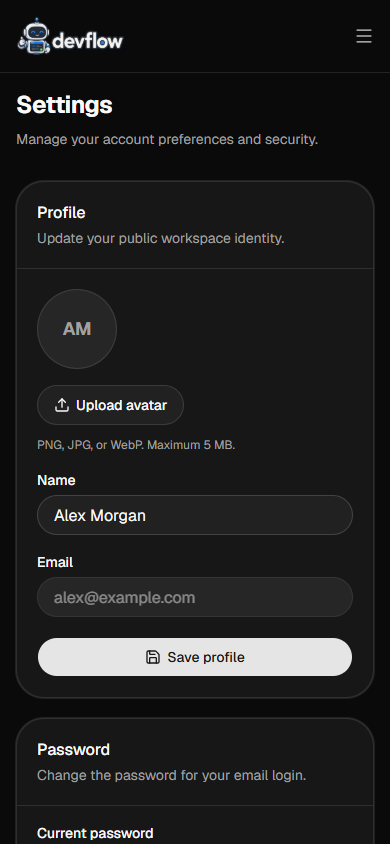 devflow
Settings
Manage your account preferences and security.
Profile
Update your public workspace identity.
AM
Upload avatar
PNG, JPG, or WebP. Maximum 5 MB.
Name
Alex Morgan
Email
alex@example.com
Save profile
Password
Change the password for your email login.
Current password